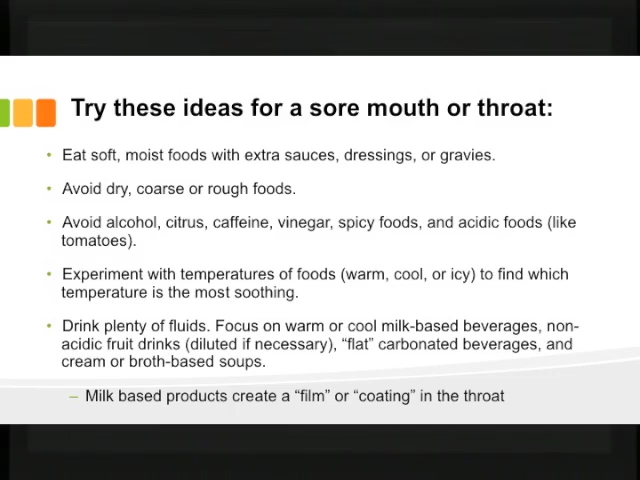 Try these ideas for a sore mouth or throat:
• Eat soft, moist foods with extra sauces, dressings, or gravies.
• Avoid dry, coarse or rough foods.
• Avoid alcohol, citrus, caffeine, vinegar, spicy foods, and acidic foods (like
tomatoes).
• Experiment with temperatures of foods (warm, cool, or icy) to find which
temperature is the most soothing.
• Drink plenty of fluids. Focus on warm or cool milk-based beverages, non-
acidic fruit drinks (diluted if necessary), “flat” carbonated beverages, and
cream or broth-based soups.
– Milk based products create a “film” or “coating” in the throat